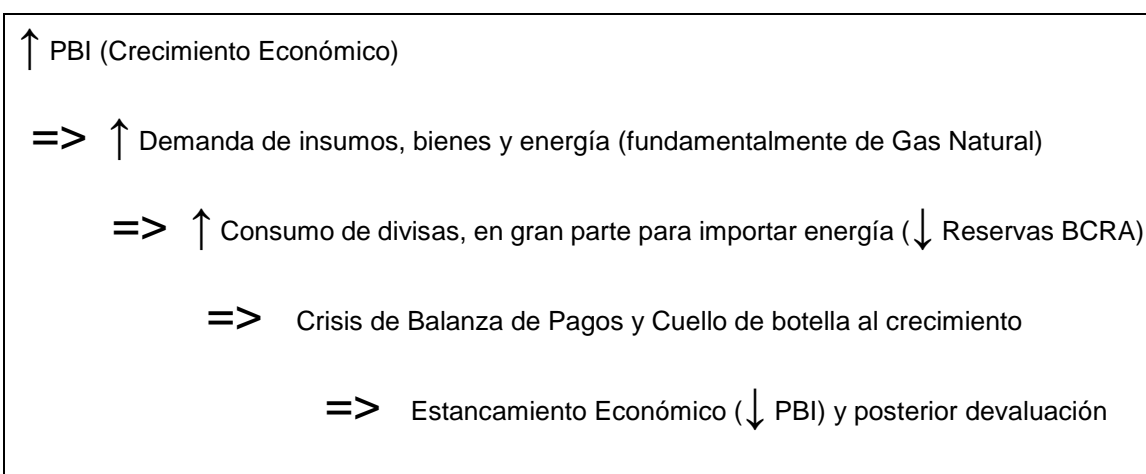 ↑ PBI (Crecimiento Económico)
=> ↑ Demanda de insumos, bienes y energía (fundamentalmente de Gas Natural)
=> ↑ Consumo de divisas, en gran parte para importar energía (↓ Reservas BCRA)
=> Crisis de Balanza de Pagos y Cuello de botella al crecimiento
=> Estancamiento Económico (↓ PBI) y posterior devaluación